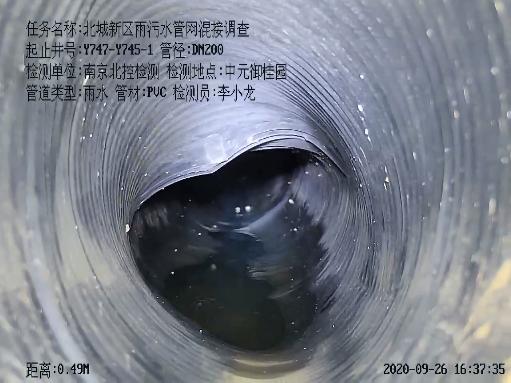 任务名称:北城新区雨污水管网混接调查
起止井号:Y747-Y745-1 管径:DN200
检测单位:南京北控检测 检测地点:中元御桂园
管道类型:雨水 管材:PVC 检测员:李小龙
距离:0.49M
2020-09-26 16:37:35